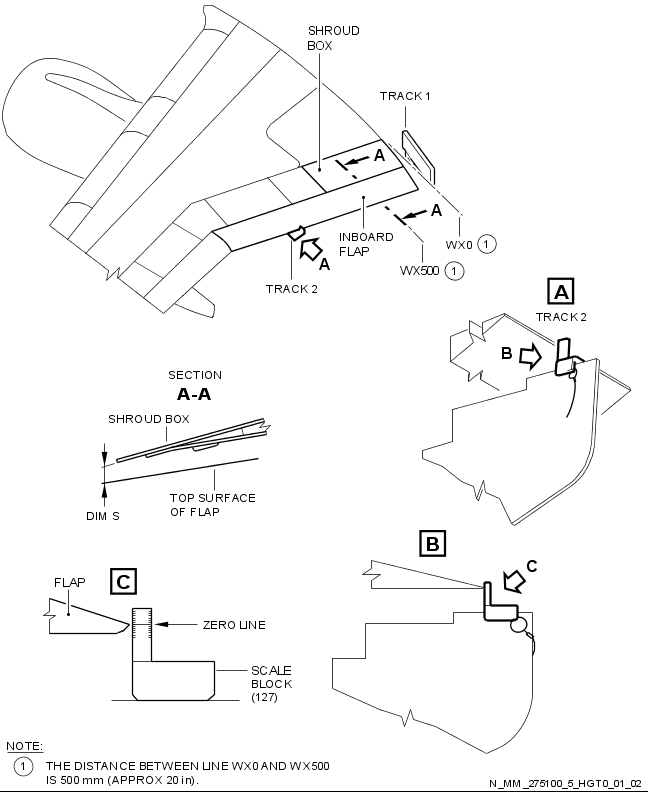 SHROUD
BOX
TRACK 1
A
A
INBOARD
FLAP
WX0 1
WX500 1
A
TRACK 2
A
TRACK 2
B
SECTION
A-A
SHROUD BOX
TOP SURFACE
OF FLAP
DIM S
B
C
C
FLAP
ZERO LINE
SCALE
BLOCK
(127)
NOTE:
1 THE DISTANCE BETWEEN LINE WX0 AND WX500
IS 500 mm (APPROX 20 in).
N_MM_275100_5_HGT0_01_02